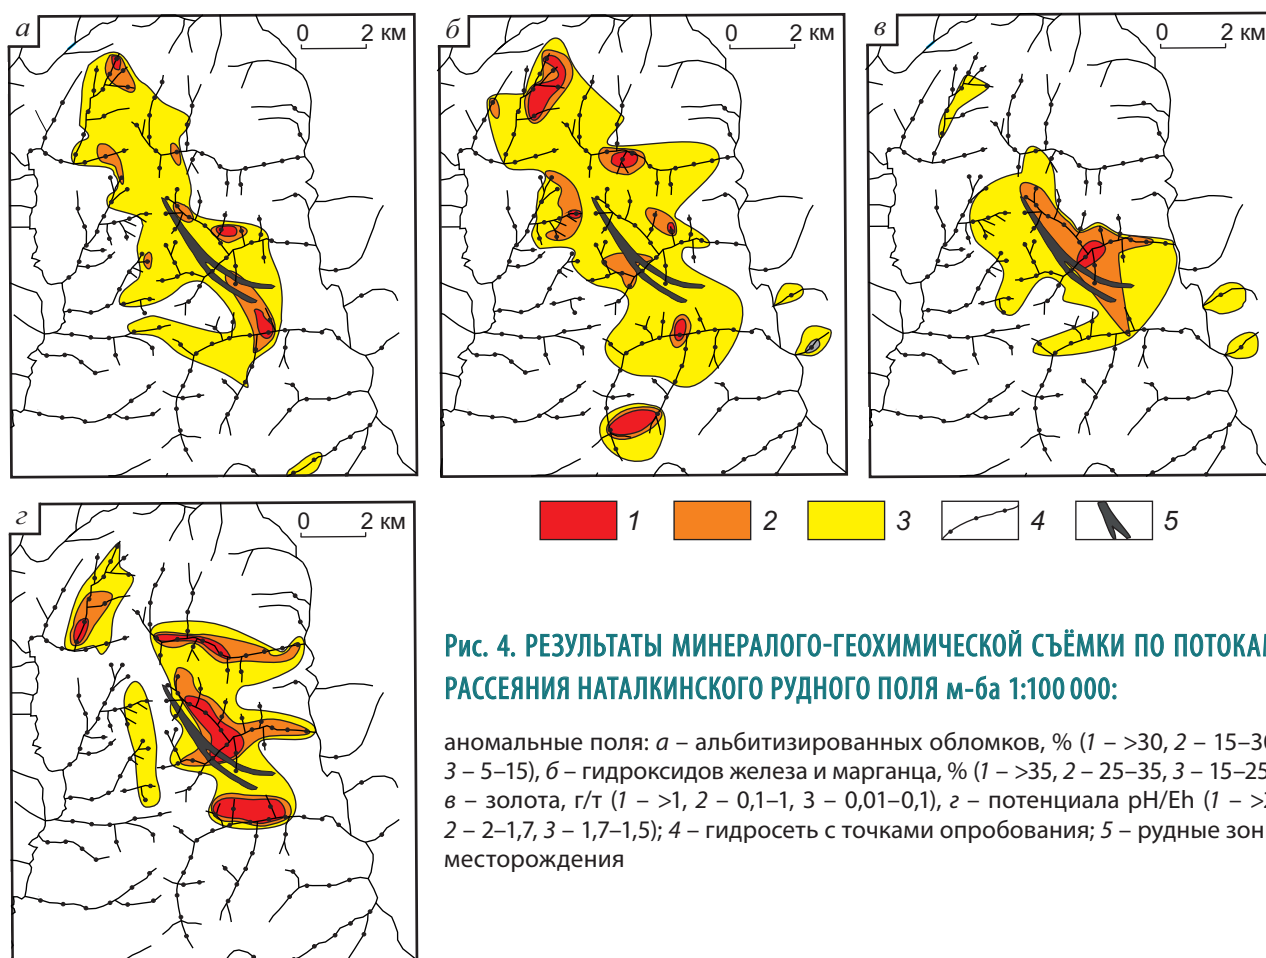 а
0 2 км
б
0 2 км
в
0 2 км
г
0 2 км
1 2 3 4 5
Рис. 4. РЕЗУЛЬТАТЫ МИНЕРАЛОГО-ГЕОХИМИЧЕСКОЙ СЪЁМКИ ПО ПОТОКАМ
РАССЕЯНИЯ НАТАЛКИНСКОГО РУДНОГО ПОЛЯ м-ба 1:100 000:
аномальные поля: а – альбитизированных обломков, % (1 – >30, 2 – 15–30
3 – 5–15), б – гидроксидов железа и марганца, % (1 – >35, 2 – 25–35, 3 – 15–25
в – золота, г/т (1 – >1, 2 – 0,1–1, 3 – 0,01–0,1), г – потенциала pH/Eh (1 – >2
2 – 2–1,7, 3 – 1,7–1,5); 4 – гидросеть с точками опробования; 5 – рудные зон
месторождения